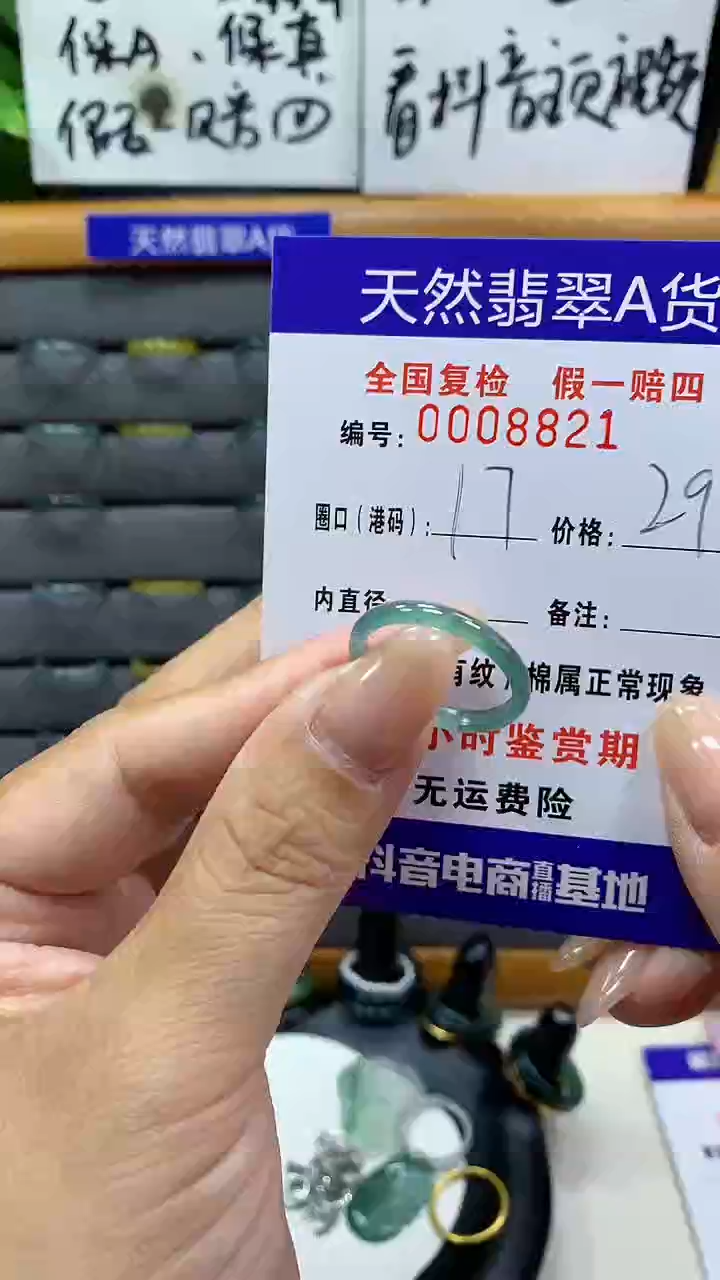 保A、保真
假一赔四
看抖音顶视频
天然翡翠A货
天然翡翠A货
全国复检 假一赔四
编号: 0008821
圈口(港码): 17 价格: 29
内直径 备注:
有纹 棉属正常现象
小时鉴赏期
无运费险
抖音电商直播基地